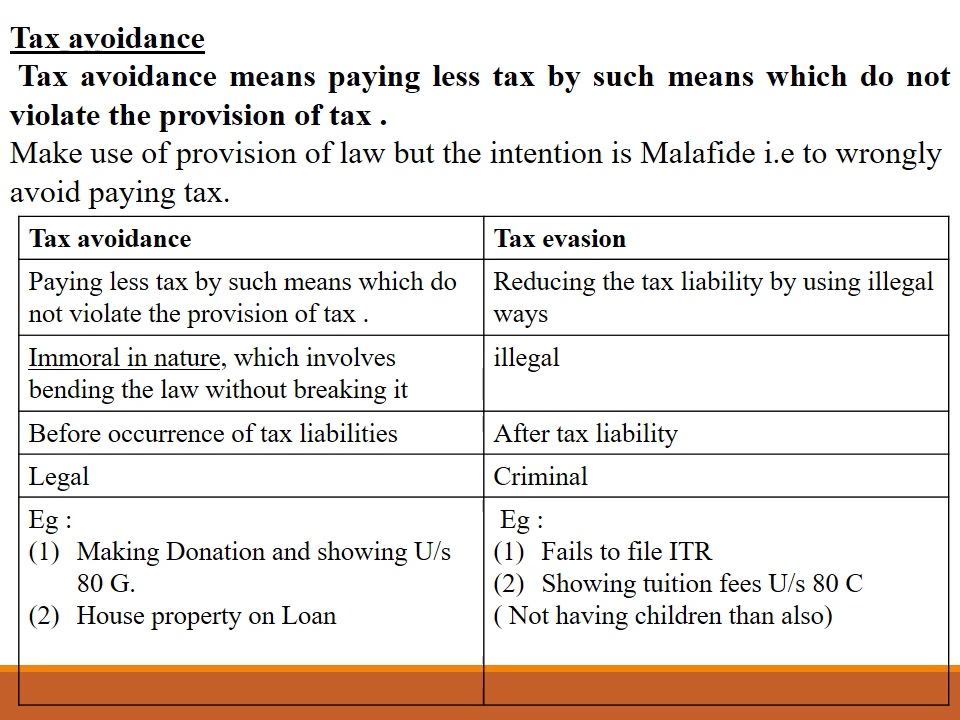 Tax avoidance
Tax avoidance means paying less tax by such means which do not
violate the provision of tax .
Make use of provision of law but the intention is Malafide i.e to wrongly
avoid paying tax.
Tax avoidance
Tax evasion
Paying less tax by such means which do
not violate the provision of tax .
Reducing the tax liability by using illegal
ways
Immoral in nature, which involves
bending the law without breaking it
illegal
Before occurrence of tax liabilities
After tax liability
Legal
Criminal
Eg :
(1) Making Donation and showing U/s
80 G.
(2) House property on Loan
Eg :
(1) Fails to file ITR
(2) Showing tuition fees U/s 80 C
( Not having children than also)